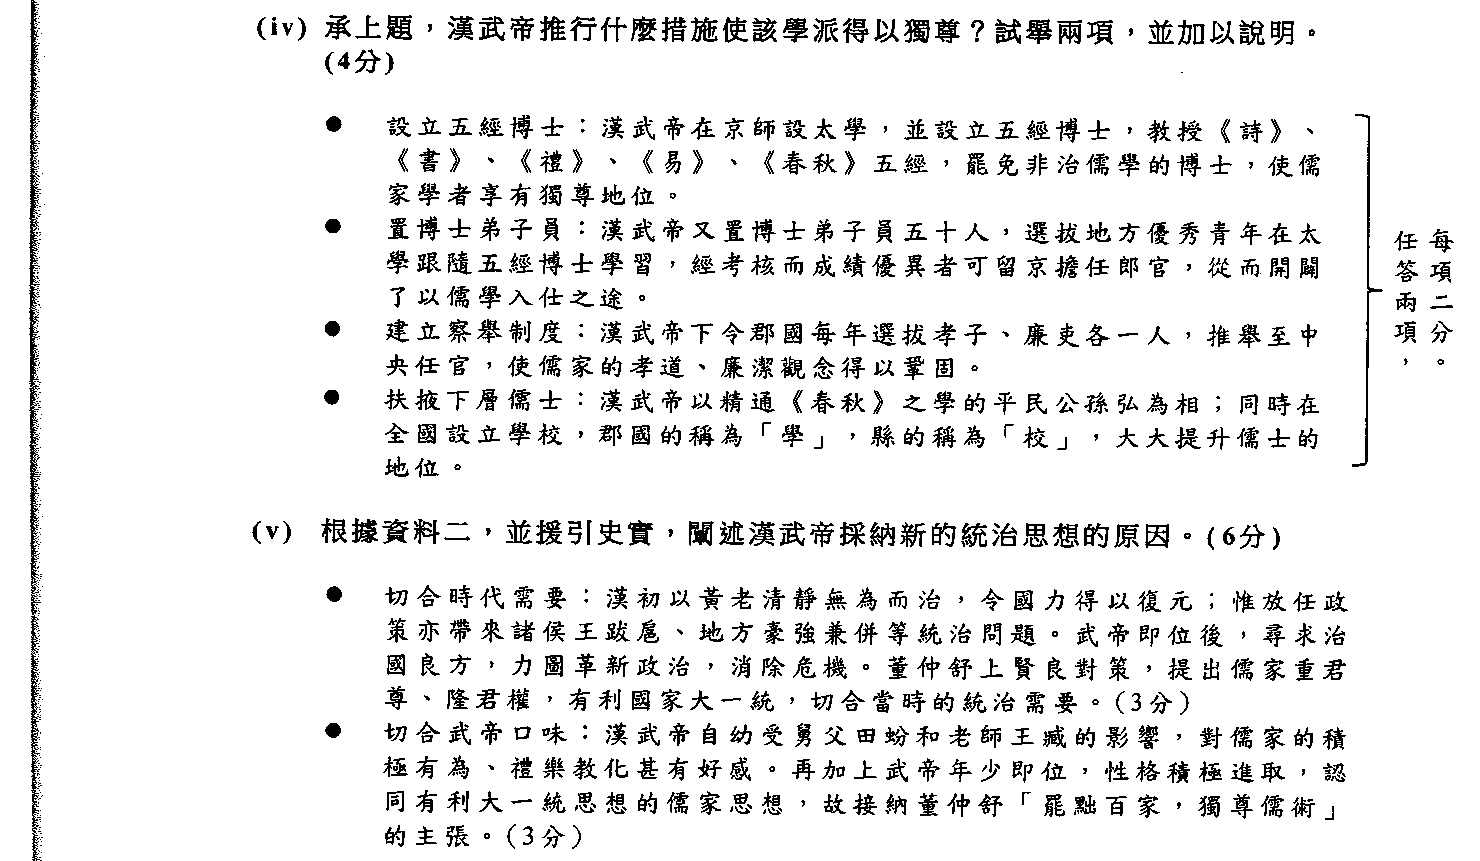 (iv) 承上題，漢武帝推行什麼措施使該學派得以獨尊？試舉兩項，並加以說明。
(4分)
● 設立五經博士：漢武帝在京師設太學，並設立五經博士，教授《詩》、
《書》、《禮》、《易》、《春秋》五經，罷免非治儒學的博士，使儒
家學者享有獨尊地位。
● 置博士弟子員：漢武帝又置博士弟子員五十人，選拔地方優秀青年在太
學跟隨五經博士學習，經考核而成績優異者可留京擔任郎官，從而開闢
了以儒學入仕之途。
● 建立察舉制度：漢武帝下令郡國每年選拔孝子、廉吏各一人，推舉至中
央任官，使儒家的孝道、廉潔觀念得以鞏固。
● 扶掖下層儒士：漢武帝以精通《春秋》之學的平民公孫弘為相；同時在
全國設立學校，郡國的稱為「學」，縣的稱為「校」，大大提升儒士的
地位。
每項二分。
任答兩項，
(v) 根據資料二，並援引史實，闡述漢武帝採納新的統治思想的原因。(6分)
● 切合時代需要：漢初以黃老清靜無為而治，令國力得以復元；惟放任政
策亦帶來諸侯王跋扈、地方豪強兼併等統治問題。武帝即位後，尋求治
國良方，力圖革新政治，消除危機。董仲舒上賢良對策，提出儒家重君
尊、隆君權，有利國家大一統，切合當時的統治需要。(3分)
● 切合武帝口味：漢武帝自幼受舅父田蚡和老師王臧的影響，對儒家的積
極有為、禮樂教化甚有好感。再加上武帝年少即位，性格積極進取，認
同有利大一統思想的儒家思想，故接納董仲舒「罷黜百家，獨尊儒術」
的主張。(3分)